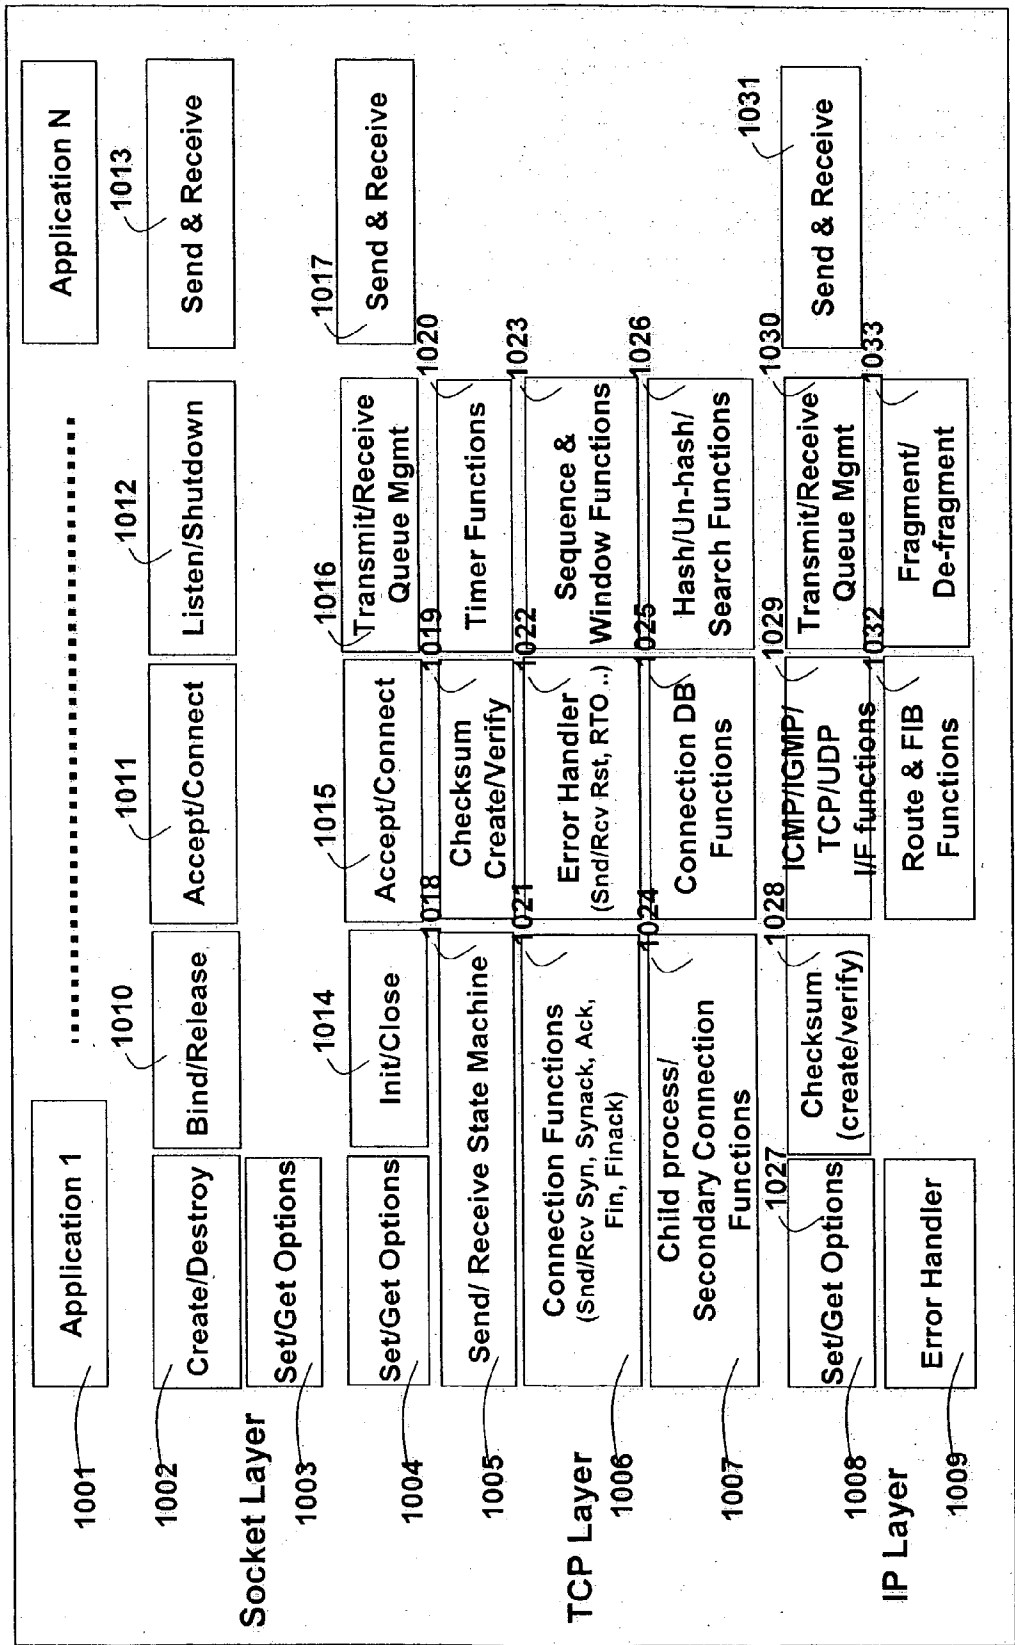 1001
Application 1
Application N
Socket Layer
1002
Create/Destroy
1010
Bind/Release
1011
Accept/Connect
1012
Listen/Shutdown
1013
Send & Receive
1003
Set/Get Options
TCP Layer
1004
Set/Get Options
1014
Init/Close
1015
Accept/Connect
1016
Transmit/Receive
Queue Mgmt
1017
Send & Receive
1005
Send/ Receive State Machine
1018
Checksum
Create/Verify
1019
Timer Functions
1020
1006
Connection Functions
(Snd/Rcv Syn, Synack, Ack,
Fin, Finack)
1021
Error Handler
(Snd/Rcv Rst, RTO ..)
1022
Sequence &
Window Functions
1023
1007
Child process/
Secondary Connection
Functions
1024
Connection DB
Functions
1025
Hash/Un-hash/
Search Functions
1026
IP Layer
1008
Set/Get Options
1027
Checksum
(create/verify)
1028
ICMP/IGMP/
TCP/UDP
I/F functions
1029
Transmit/Receive
Queue Mgmt
1030
Send & Receive
1031
1009
Error Handler
Route & FIB
Functions
1032
Fragment/
De-fragment
1033